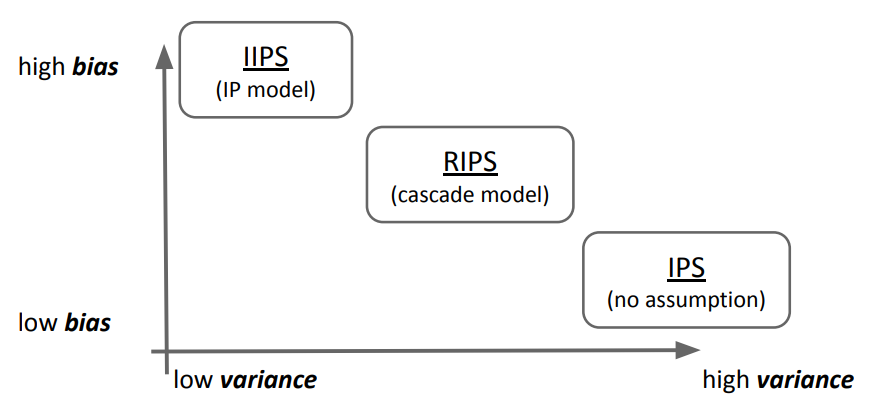 high bias
IIPS
(IP model)
RIPS
(cascade model)
IPS
(no assumption)
low bias
low variance
high variance